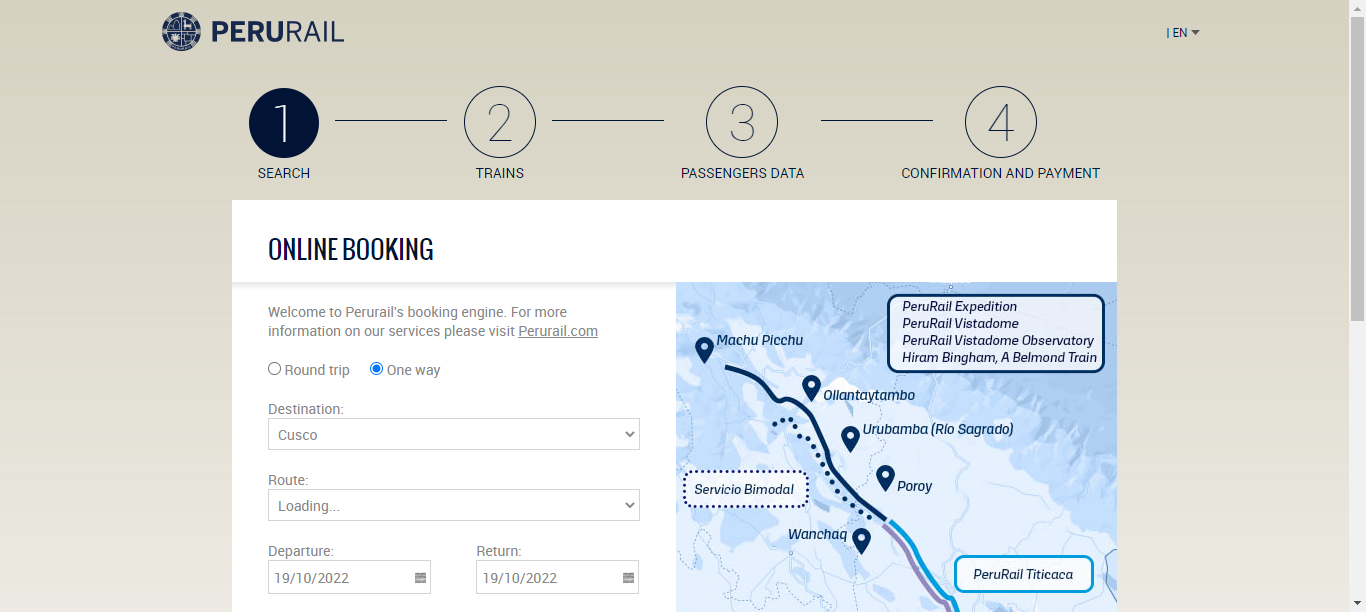 PERURAIL
| EN
1
2
3
4
SEARCH
TRAINS
PASSENGERS DATA
CONFIRMATION AND PAYMENT
ONLINE BOOKING
Welcome to Perurail's booking engine. For more
information on our services please visit Perurail.com
Round trip
One way
Destination:
Cusco
Route:
Loading...
Departure:
Return:
19/10/2022
19/10/2022
PeruRail Expedition
PeruRail Vistadome
PeruRail Vistadome Observatory
Hiram Bingham, A Belmond Train
Machu Picchu
Ollantaytambo
Urubamba (Río Sagrado)
Poroy
Servicio Bimodal
Wanchaq
PeruRail Titicaca